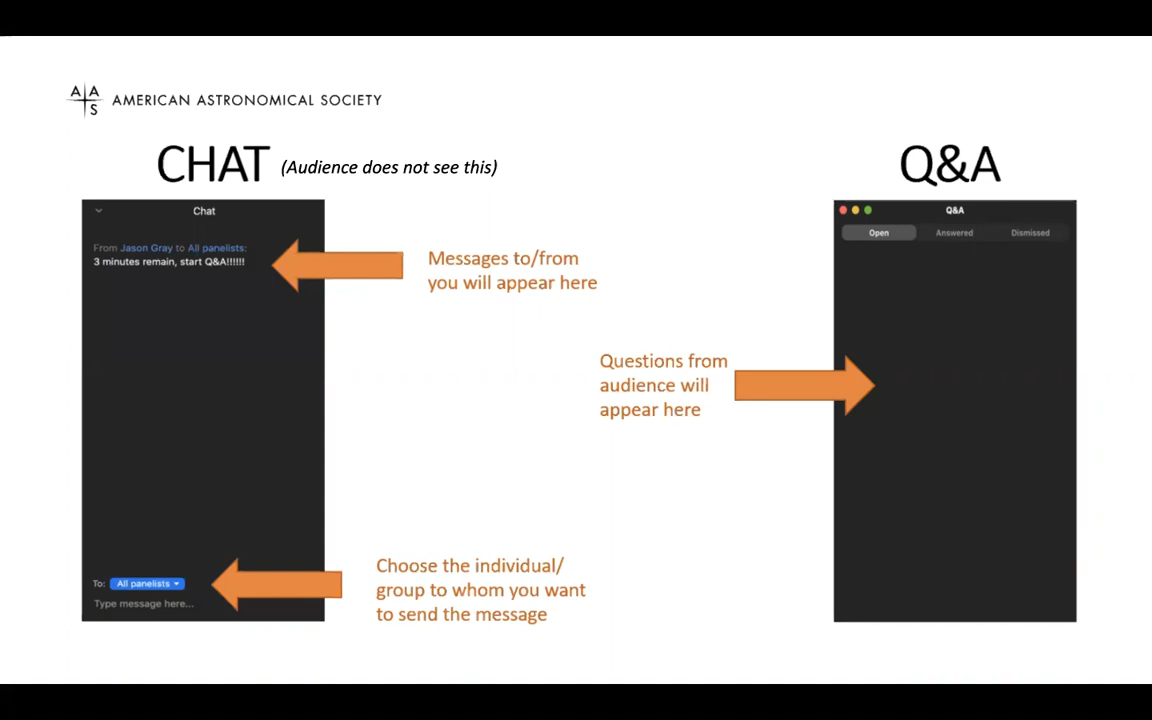 A A
S
AMERICAN ASTRONOMICAL SOCIETY
CHAT (Audience does not see this)
Chat
From Jason Gray to All panelists:
3 minutes remain, start Q&A!!!!!!
Messages to/from
you will appear here
To: All panelists
Type message here...
Choose the individual/
group to whom you want
to send the message
Q&A
Q&A
Open Answered Dismissed
Questions from
audience will
appear here